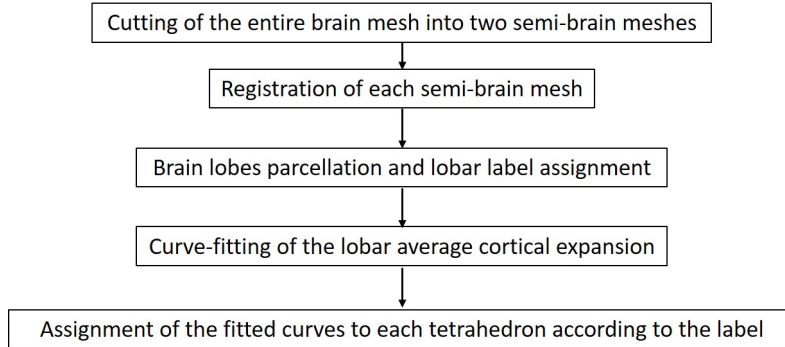 Cutting of the entire brain mesh into two semi-brain meshes
Registration of each semi-brain mesh
Brain lobes parcellation and lobar label assignment
Curve-fitting of the lobar average cortical expansion
Assignment of the fitted curves to each tetrahedron according to the label